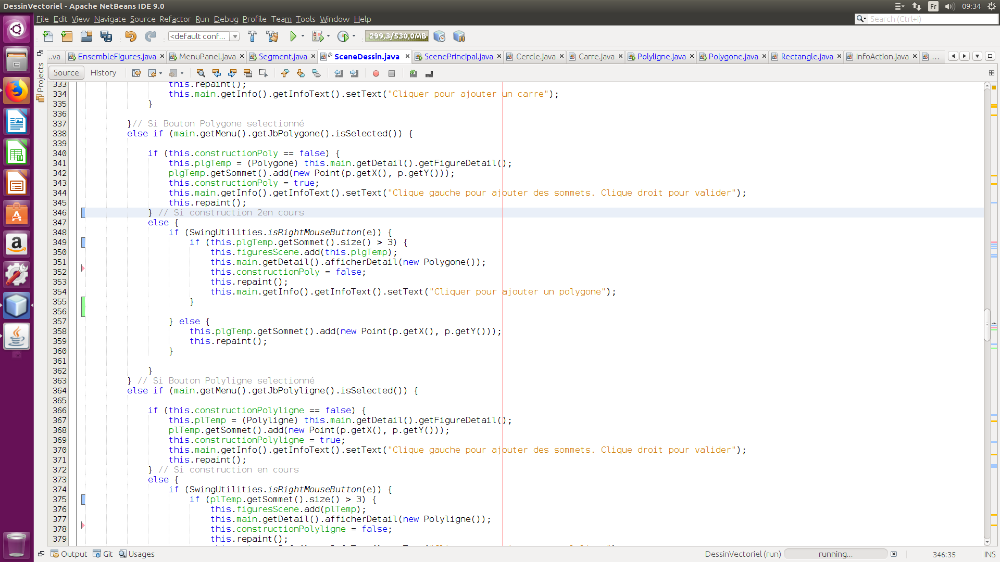 DessinVectoriel - Apache NetBeans IDE 9.0
Fr
09:34
File Edit View Navigate Source Refactor Run Debug Profile Team Tools Window Help
Search (Ctrl+I)
<default conf...
299,3/530,0MB
Projects
..va
EnsembleFigures.java
MenuPanel.java
Segment.java
SceneDessin.java
ScenePrincipal.java
Cercle.java
Carre.java
Polyligne.java
Polygone.java
Rectangle.java
InfoAction.java
...
Source History
333 this.repaint();
334 this.main.getInfo().getInfoText().setText("Cliquer pour ajouter un carre");
335 }
336
337 }// Si Bouton Polygone selectionné
338 else if (main.getMenu().getJbPolygone().isSelected()) {
339
340 if (this.constructionPoly == false) {
341 this.plgTemp = (Polygone) this.main.getDetail().getFigureDetail();
342 plgTemp.getSommet().add(new Point(p.getX(), p.getY()));
343 this.constructionPoly = true;
344 this.main.getInfo().getInfoText().setText("Clique gauche pour ajouter des sommets. Clique droit pour valider");
345 this.repaint();
346 } // Si construction 2en cours
347 else {
348 if (SwingUtilities.isRightMouseButton(e)) {
349 if (this.plgTemp.getSommet().size() > 3) {
350 this.figuresScene.add(this.plgTemp);
351 this.main.getDetail().afficherDetail(new Polygone());
352 this.constructionPoly = false;
353 this.repaint();
354 this.main.getInfo().getInfoText().setText("Cliquer pour ajouter un polygone");
355 }
356
357 } else {
358 this.plgTemp.getSommet().add(new Point(p.getX(), p.getY()));
359 this.repaint();
360 }
361
362 }
363 } // Si Bouton Polyligne selectionné
364 else if (main.getMenu().getJbPolyligne().isSelected()) {
365
366 if (this.constructionPolyligne == false) {
367 this.plTemp = (Polyligne) this.main.getDetail().getFigureDetail();
368 plTemp.getSommet().add(new Point(p.getX(), p.getY()));
369 this.constructionPolyligne = true;
370 this.main.getInfo().getInfoText().setText("Clique gauche pour ajouter des sommets. Clique droit pour valider");
371 this.repaint();
372 } // Si construction en cours
373 else {
374 if (SwingUtilities.isRightMouseButton(e)) {
375 if (plTemp.getSommet().size() > 3) {
376 this.figuresScene.add(plTemp);
377 this.main.getDetail().afficherDetail(new Polyligne());
378 this.constructionPolyligne = false;
379 this.repaint();
Output Git Usages
DessinVectoriel (run) running... 346:35 INS